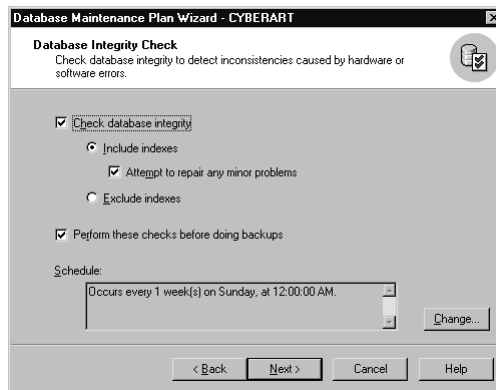 Database Maintenance Plan Wizard - CYBERART
Database Integrity Check
Check database integrity to detect inconsistencies caused by hardware or
software errors.
Check database integrity
Include indexes
Attempt to repair any minor problems
Exclude indexes
Perform these checks before doing backups
Schedule:
Occurs every 1 week(s) on Sunday, at 12:00:00 AM.
Change...
< Back Next > Cancel Help